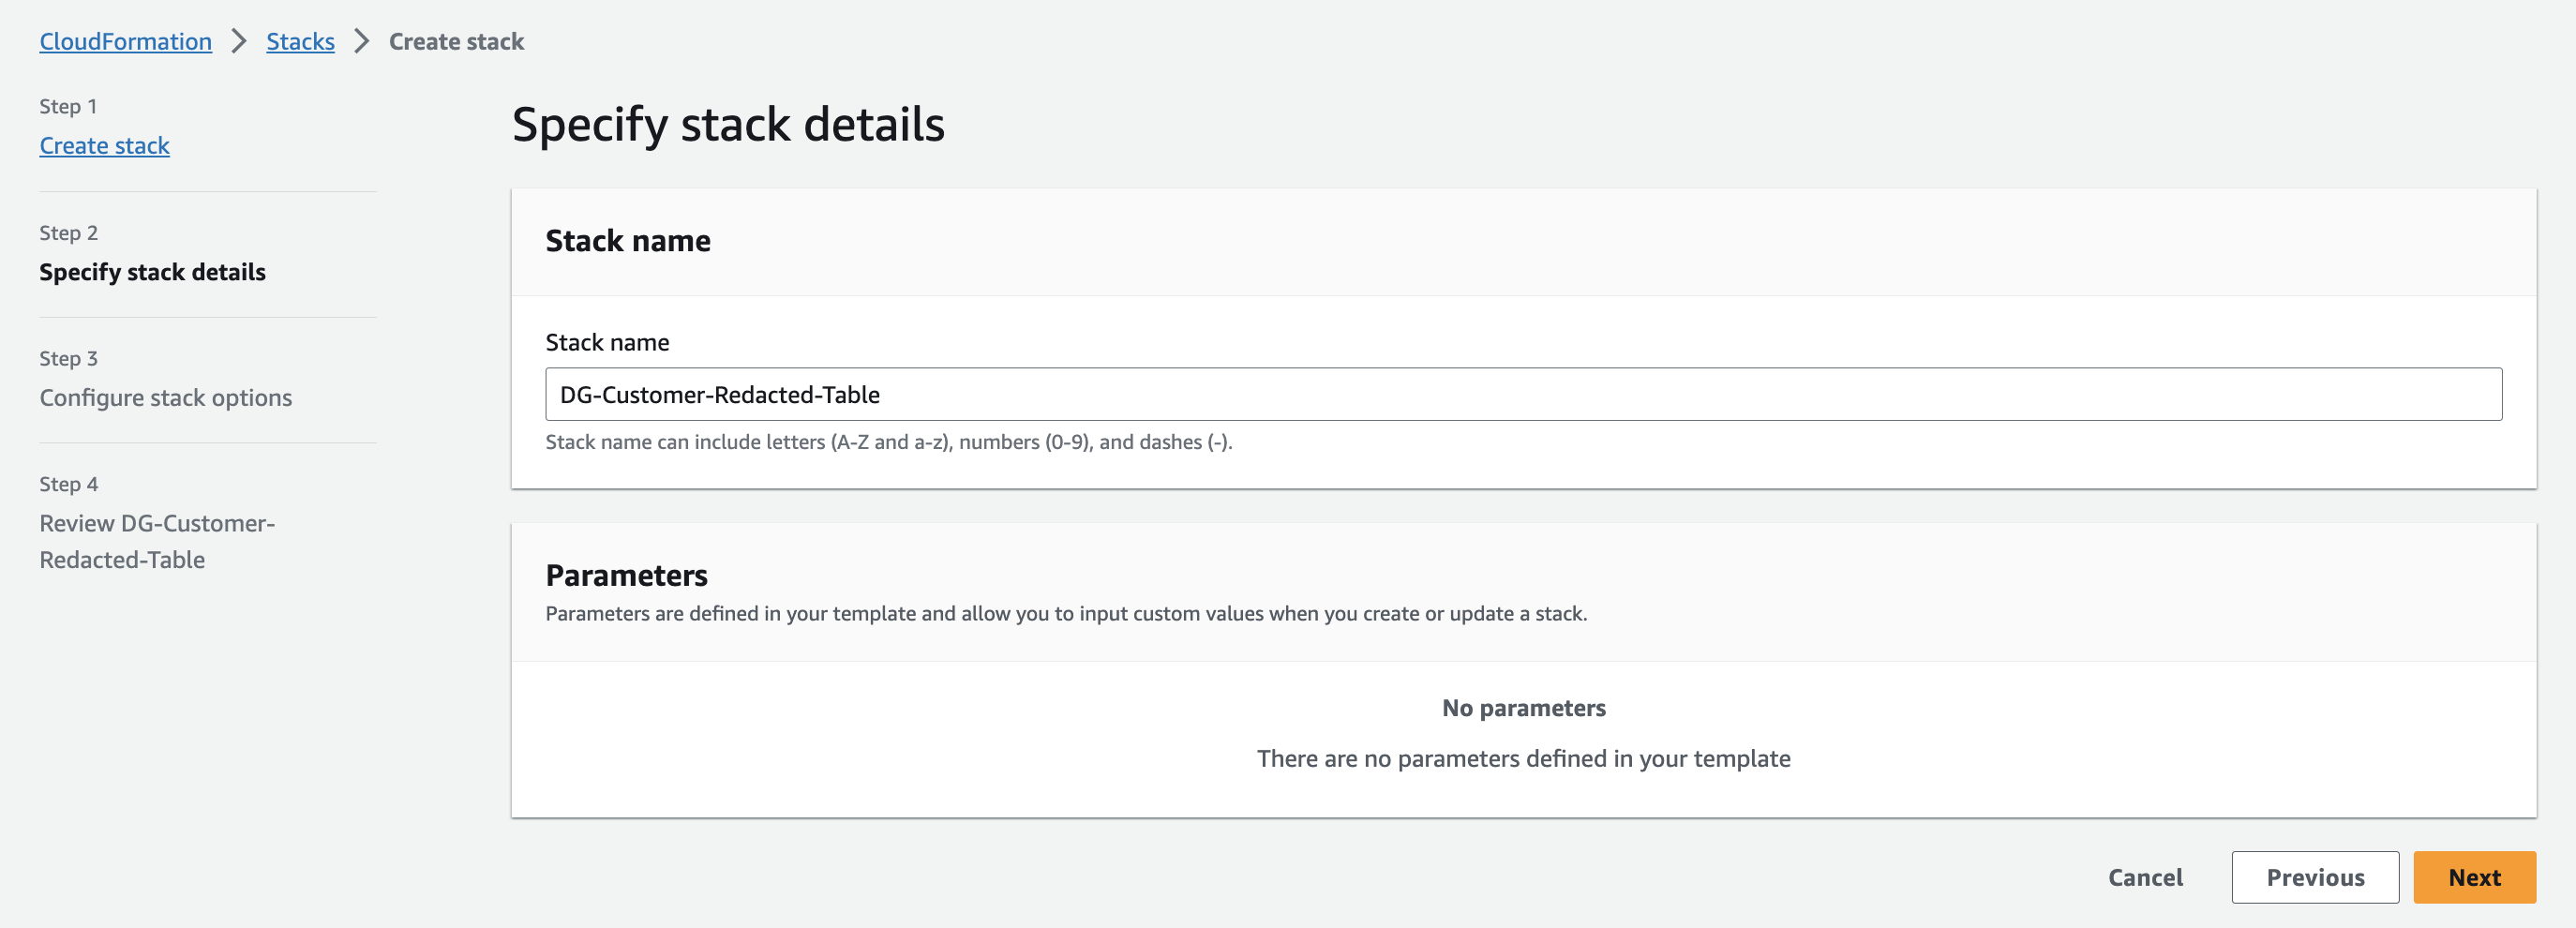 CloudFormation > Stacks > Create stack
Step 1
Create stack
Step 2
Specify stack details
Step 3
Configure stack options
Step 4
Review DG-Customer-
Redacted-Table
Specify stack details
Stack name
Stack name
DG-Customer-Redacted-Table
Stack name can include letters (A-Z and a-z), numbers (0-9), and dashes (-).
Parameters
Parameters are defined in your template and allow you to input custom values when you create or update a stack.
No parameters
There are no parameters defined in your template
Cancel Previous Next